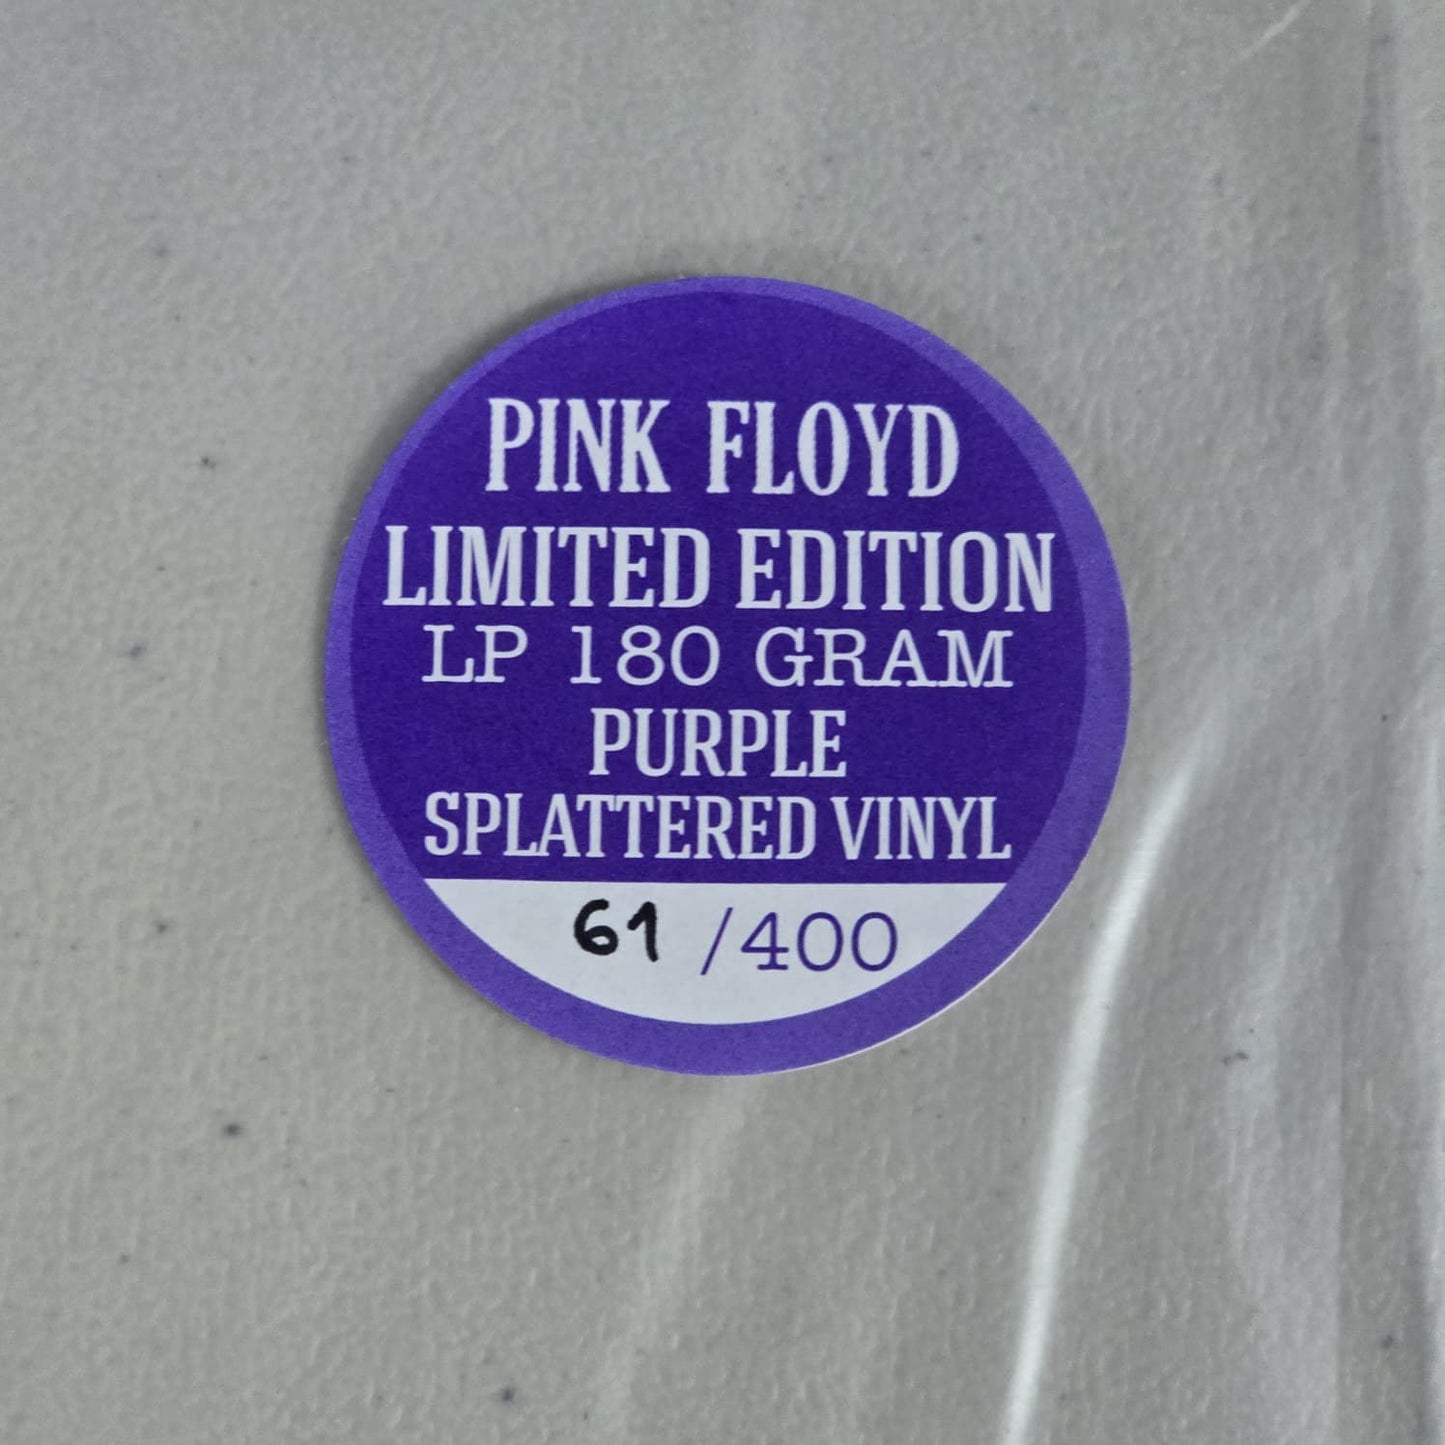 PINK FLOYD
LIMITED EDITION
LP 180 GRAM
PURPLE
SPLATTERED VINYL
61 /400